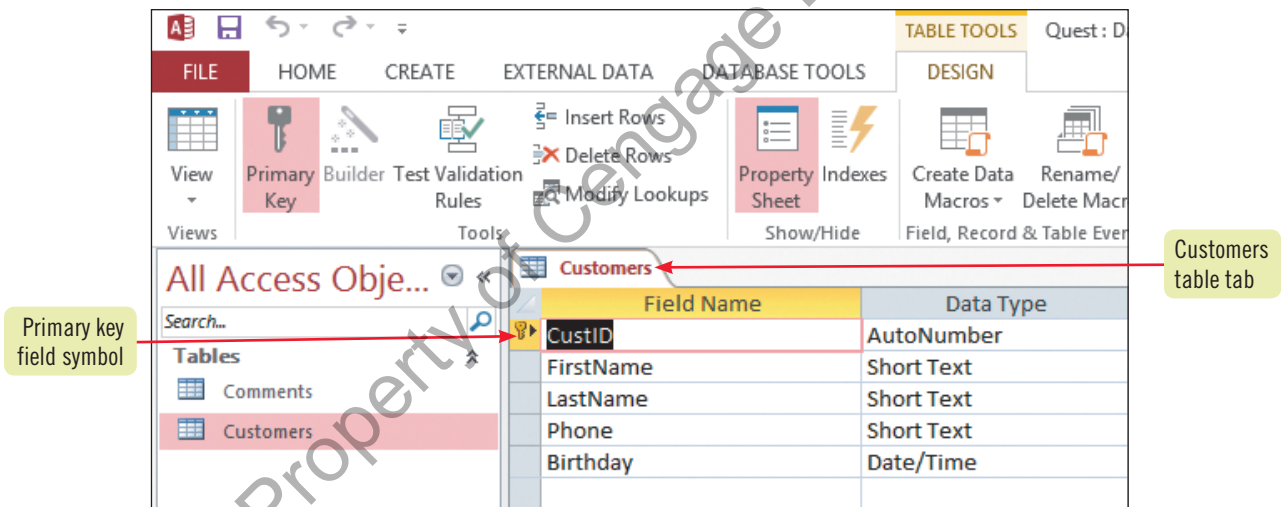 TABLE TOOLS Quest : D
FILE HOME CREATE EXTERNAL DATA DATABASE TOOLS DESIGN
View
Primary Key
Builder
Test Validation Rules
Insert Rows
Delete Rows
Modify Lookups
Property Sheet
Indexes
Create Data Macros
Rename/ Delete Macr
Views Tools Show/Hide Field, Record & Table Even
All Access Obje...
Search...
Tables
Comments
Customers
Customers
Field Name Data Type
CustID AutoNumber
FirstName Short Text
LastName Short Text
Phone Short Text
Birthday Date/Time
Primary key
field symbol
Customers
table tab
Property of Cengage